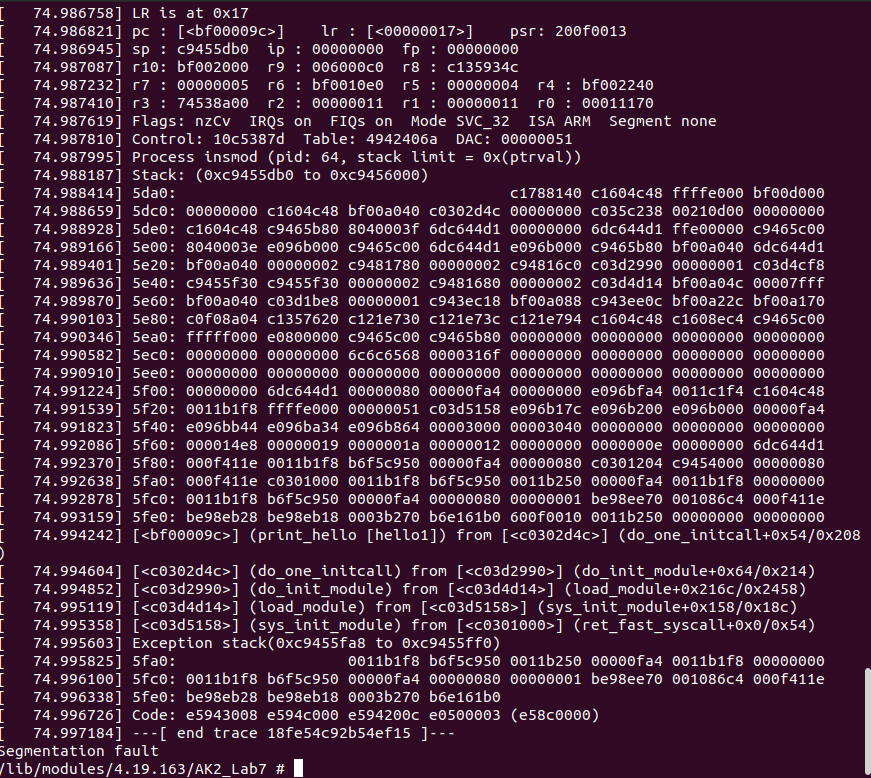 [   74.986758] LR is at 0x17
[   74.986821] pc : [<bf00009c>]    lr : [<00000017>]    psr: 200f0013
[   74.986945] sp : c9455db0  ip : 00000000  fp : 00000000
[   74.987087] r10: bf002000  r9 : 006000c0  r8 : c135934c
[   74.987232] r7 : 00000005  r6 : bf0010e0  r5 : 00000004  r4 : bf002240
[   74.987410] r3 : 74538a00  r2 : 00000011  r1 : 00000011  r0 : 00011170
[   74.987619] Flags: nzCv  IRQs on  FIQs on  Mode SVC_32  ISA ARM  Segment none
[   74.987810] Control: 10c5387d  Table: 4942406a  DAC: 00000051
[   74.987995] Process insmod (pid: 64, stack limit = 0x(ptrval))
[   74.988187] Stack: (0xc9455db0 to 0xc9456000)
[   74.988414] 5da0:                                     c1788140 c1604c48 ffffe000 bf00d000
[   74.988659] 5dc0: 00000000 c1604c48 bf00a040 c0302d4c 00000000 c035c238 00210d00 00000000
[   74.988928] 5de0: c1604c48 c9465b80 8040003f 6dc644d1 00000000 6dc644d1 ffe00000 c9465c00
[   74.989166] 5e00: 8040003e e096b000 c9465c00 6dc644d1 e096b000 c9465b80 bf00a040 6dc644d1
[   74.989401] 5e20: bf00a040 00000002 c9481780 00000002 c94816c0 c03d2990 00000001 c03d4cf8
[   74.989636] 5e40: c9455f30 c9455f30 00000002 c9481680 00000002 c03d4d14 bf00a04c 00007fff
[   74.989870] 5e60: bf00a040 c03d1be8 00000001 c943ec18 bf00a088 c943ee0c bf00a22c bf00a170
[   74.990103] 5e80: c0f08a04 c1357620 c121e730 c121e73c c121e794 c1604c48 c1608ec4 c9465c00
[   74.990346] 5ea0: fffff000 e0800000 c9465c00 c9465b80 00000000 00000000 00000000 00000000
[   74.990582] 5ec0: 00000000 00000000 6c6c6568 0000316f 00000000 00000000 00000000 00000000
[   74.990910] 5ee0: 00000000 00000000 00000000 00000000 00000000 00000000 00000000 00000000
[   74.991224] 5f00: 00000000 6dc644d1 00000080 00000fa4 00000000 e096bfa4 0011c1f4 c1604c48
[   74.991539] 5f20: 0011b1f8 ffffe000 00000051 c03d5158 e096b17c e096b200 e096b000 00000fa4
[   74.991823] 5f40: e096bb44 e096ba34 e096b864 00003000 00003040 00000000 00000000 00000000
[   74.992086] 5f60: 000014e8 00000019 0000001a 00000012 00000000 0000000e 00000000 6dc644d1
[   74.992370] 5f80: 000f411e 0011b1f8 b6f5c950 00000fa4 00000080 c0301204 c9454000 00000080
[   74.992638] 5fa0: 000f411e c0301000 0011b1f8 b6f5c950 0011b250 00000fa4 0011b1f8 00000000
[   74.992878] 5fc0: 0011b1f8 b6f5c950 00000fa4 00000080 00000001 be98ee70 001086c4 000f411e
[   74.993159] 5fe0: be98eb28 be98eb18 0003b270 b6e161b0 600f0010 0011b250 00000000 00000000
[   74.994242] [<bf00009c>] (print_hello [hello1]) from [<c0302d4c>] (do_one_initcall+0x54/0x208
)
[   74.994604] [<c0302d4c>] (do_one_initcall) from [<c03d2990>] (do_init_module+0x64/0x214)
[   74.994852] [<c03d2990>] (do_init_module) from [<c03d4d14>] (load_module+0x216c/0x2458)
[   74.995119] [<c03d4d14>] (load_module) from [<c03d5158>] (sys_init_module+0x158/0x18c)
[   74.995358] [<c03d5158>] (sys_init_module) from [<c0301000>] (ret_fast_syscall+0x0/0x54)
[   74.995603] Exception stack(0xc9455fa8 to 0xc9455ff0)
[   74.995825] 5fa0:                   0011b1f8 b6f5c950 0011b250 00000fa4 0011b1f8 00000000
[   74.996100] 5fc0: 0011b1f8 b6f5c950 00000fa4 00000080 00000001 be98ee70 001086c4 000f411e
[   74.996338] 5fe0: be98eb28 be98eb18 0003b270 b6e161b0
[   74.996726] Code: e5943008 e594c000 e594200c e0500003 (e58c0000)
[   74.997184] ---[ end trace 18fe54c92b54ef15 ]---
Segmentation fault
/lib/modules/4.19.163/AK2_Lab7 #